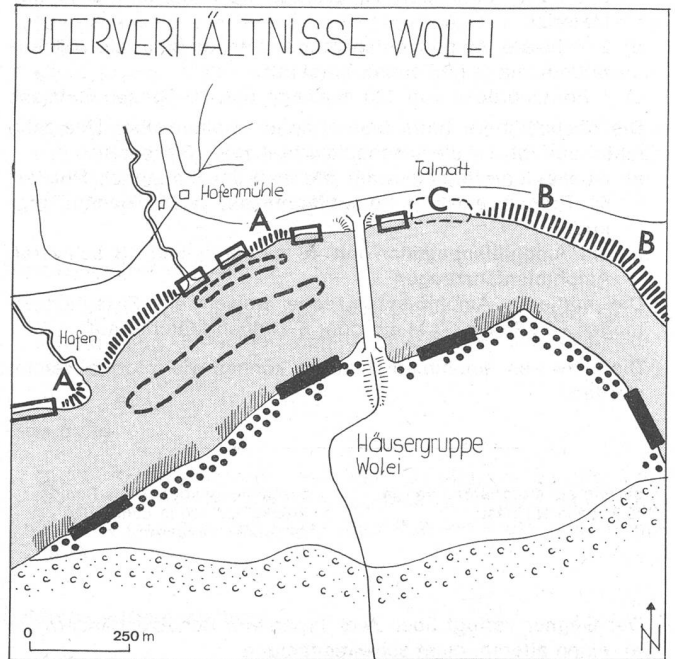 UFERVERHÄLTNISSE WOLEI
Hofenmühle
Talmatt
A
C
B
B
Hofen
A
Häusergruppe
Wolei
N
0
250 m